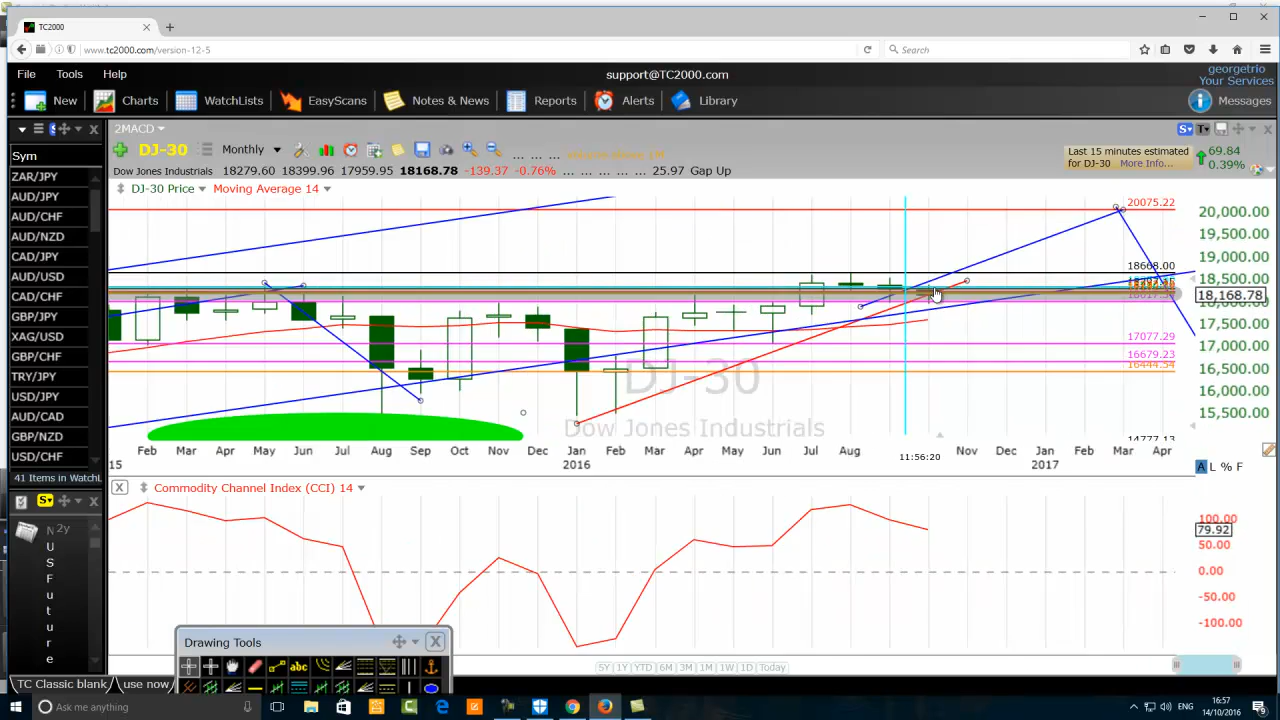 TC2000
www.tc2000.com/version-12-5
Search
File Tools Help
support@TC2000.com
georgetrio
Your Services
New Charts WatchLists EasyScans Notes & News Reports Alerts Library
Messages
2MACD
Sym
DJ-30 Monthly
Last 15 minutes estimated
for DJ-30 More Info...
69.84
0.39%
Dow Jones Industrials 18279.60 18399.96 17959.95 18168.78 -139.37 -0.76% ... ... ... ... ... 25.97 Gap Up
DJ-30 Price Moving Average 14
ZAR/JPY
AUD/JPY
AUD/CHF
AUD/NZD
CAD/JPY
AUD/USD
CAD/CHF
GBP/JPY
XAG/USD
GBP/CHF
TRY/JPY
USD/JPY
AUD/CAD
GBP/NZD
USD/CHF
41 Items in WatchL
20075.22
18668.00
17077.29
16679.23
16444.54
14777.13
20,000.00
19,500.00
19,000.00
18,500.00
18,168.78
17,500.00
17,000.00
16,500.00
16,000.00
15,500.00
DJ-30
Dow Jones Industrials
Feb Mar Apr May Jun Jul Aug Sep Oct Nov Dec Jan Feb Mar Apr May Jun Jul Aug 11:56:20 Nov Dec Jan Feb Mar Apr
15 2016 2017
A L % F
X Commodity Channel Index (CCI) 14
100.00
79.92
50.00
0.00
-50.00
-100.00
S
N 2y
U
S
F
u
t
u
r
e
Drawing Tools
abc
5Y 1Y YTD 6M 3M 1M 1W 1D Today
TC Classic blank use now
Ask me anything
ENG
16:57
14/10/2016